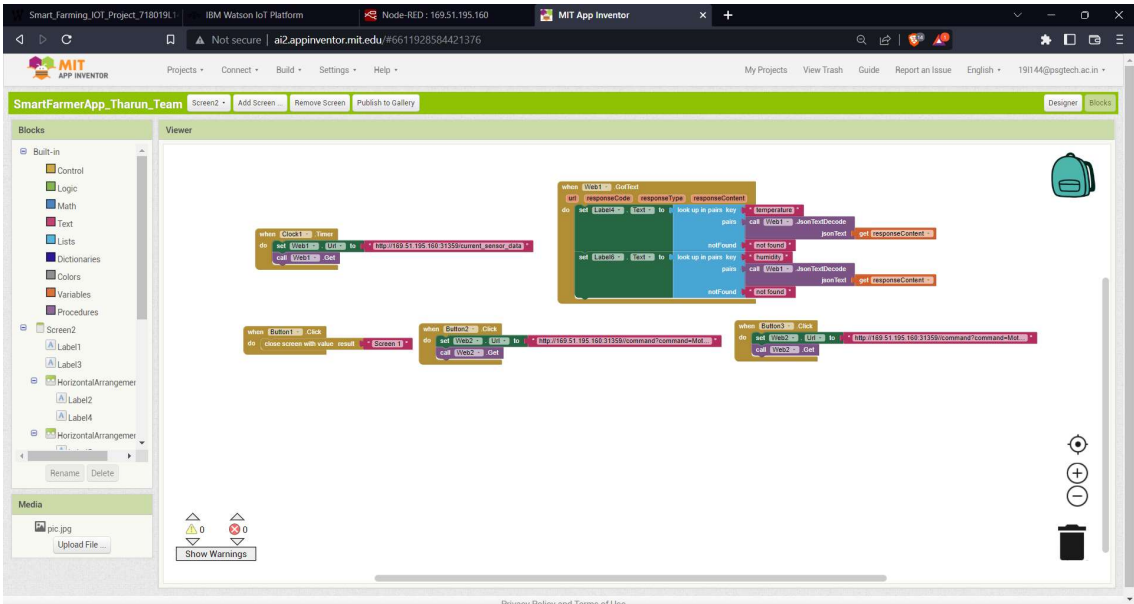 Smart_Farming_IOT_Project_718019L1-
IBM Watson IoT Platform
Node-RED : 169.51.195.160
MIT App Inventor
Not secure | ai2.appinventor.mit.edu/#6611928584421376
MIT
APP INVENTOR
Projects
Connect
Build
Settings
Help
My Projects
View Trash
Guide
Report an Issue
English
19I144@psgtech.ac.in
SmartFarmerApp_Tharun_Team
Screen2
Add Screen ...
Remove Screen
Publish to Gallery
Designer
Blocks
Blocks
Viewer
Built-in
Control
Logic
Math
Text
Lists
Dictionaries
Colors
Variables
Procedures
Screen2
Label1
Label3
HorizontalArrangemer
Label2
Label4
HorizontalArrangemer
Rename
Delete
Media
pic.jpg
Upload File ...
when Clock1 .Timer
do set Web1 . Url to " http://169.51.195.160:31359/current_sensor_data "
call Web1 .Get
when Web1 .GotText
url responseCode responseType responseContent
do set Label4 . Text to look up in pairs key " temperature "
pairs call Web1 .JsonTextDecode
jsonText get responseContent
notFound " not found "
set Label6 . Text to look up in pairs key " humidify "
pairs call Web1 .JsonTextDecode
jsonText get responseContent
notFound " not found "
when Button1 .Click
do close screen with value result " Screen 1 "
when Button2 .Click
do set Web2 . Url to " http://169.51.195.160:31359//command?command=Mot... "
call Web2 .Get
when Button3 .Click
do set Web2 . Url to " http://169.51.195.160:31359//command?command=Mot... "
call Web2 .Get
0
0
Show Warnings
Privacy Policy and Terms of Use